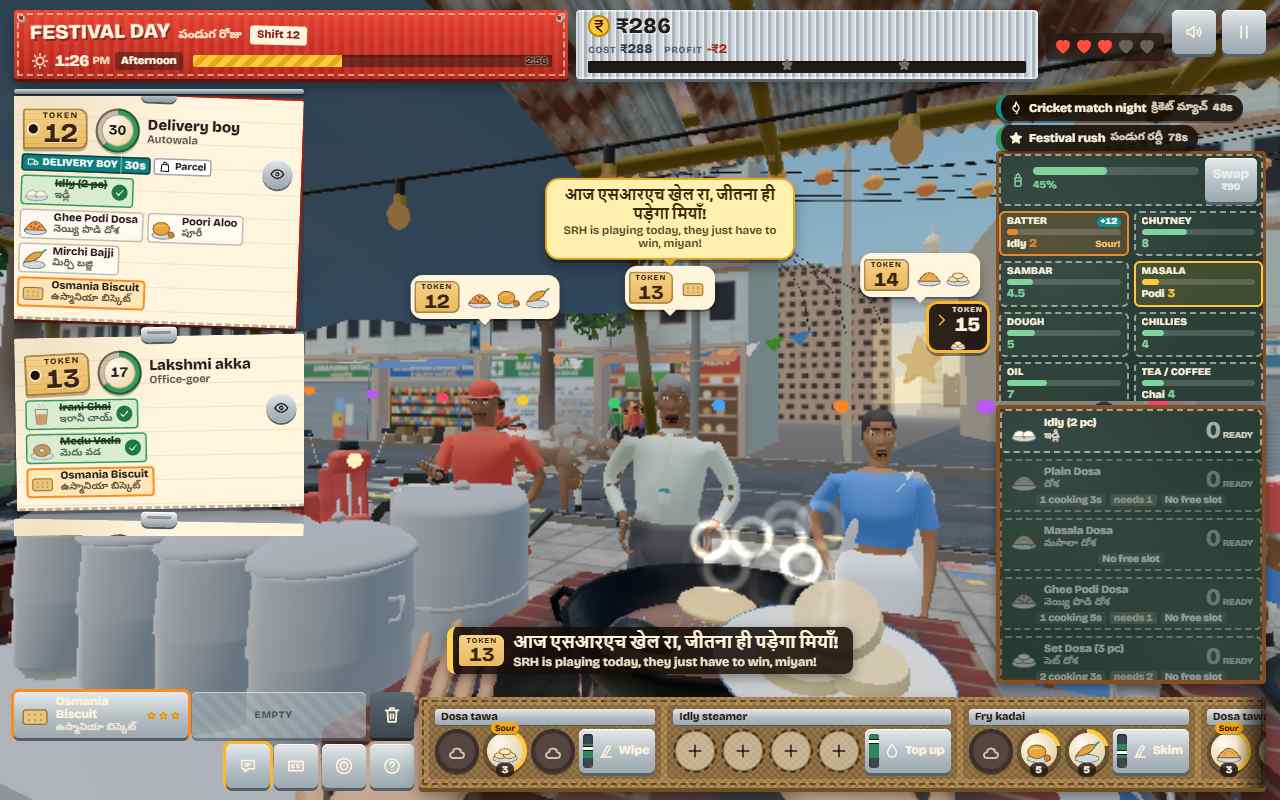 FESTIVAL DAY పండుగ రోజు Shift 12
1:26 PM Afternoon 2:56
₹ ₹286
COST ₹288 PROFIT -₹2
TOKEN
12
30
Delivery boy
Autowala
DELIVERY BOY 30s Parcel
Idly (2 pc)
ఇడ్లీ
Ghee Podi Dosa
నెయ్యి పొడి దోశ
Poori Aloo
పూరీ
Mirchi Bajji
మిర్చి బజ్జి
Osmania Biscuit
ఉస్మానియా బిస్కెట్
TOKEN
13
17
Lakshmi akka
Office-goer
Irani Chai
ఇరానీ చాయ్
Medu Vada
మెదు వడ
Osmania Biscuit
ఉస్మానియా బిస్కెట్
आज एसआरएच खेल रा, जीतना ही
पड़ेगा मियाँ!
SRH is playing today, they just have to
win, miyan!
TOKEN
12
TOKEN
13
TOKEN
14
TOKEN
15
Cricket match night క్రికెట్ మ్యాచ్ 48s
Festival rush పండుగ రద్దీ 78s
45%
Swap
₹90
BATTER +12
Idly 2 Sour!
CHUTNEY
8
SAMBAR
4.5
MASALA
Podi 3
DOUGH
5
CHILLIES
4
OIL
7
TEA / COFFEE
Chai 4
Idly (2 pc)
ఇడ్లీ
0 READY
Plain Dosa
దోశ
0 READY
1 cooking 3s needs 1 No free slot
Masala Dosa
మసాలా దోశ
0 READY
No free slot
Ghee Podi Dosa
నెయ్యి పొడి దోశ
0 READY
1 cooking 3s needs 1 No free slot
Set Dosa (3 pc)
సెట్ దోశ
0 READY
2 cooking 3s needs 2 No free slot
TOKEN
13
आज एसआरएच खेल रा, जीतना ही पड़ेगा मियाँ!
SRH is playing today, they just have to win, miyan!
Osmania
Biscuit
ఉస్మానియా బిస్కెట్
EMPTY
Dosa tawa
Sour
3
Wipe
Idly steamer
Top up
Fry kadai
5
5
Skim
Dosa tawa
Sour
3